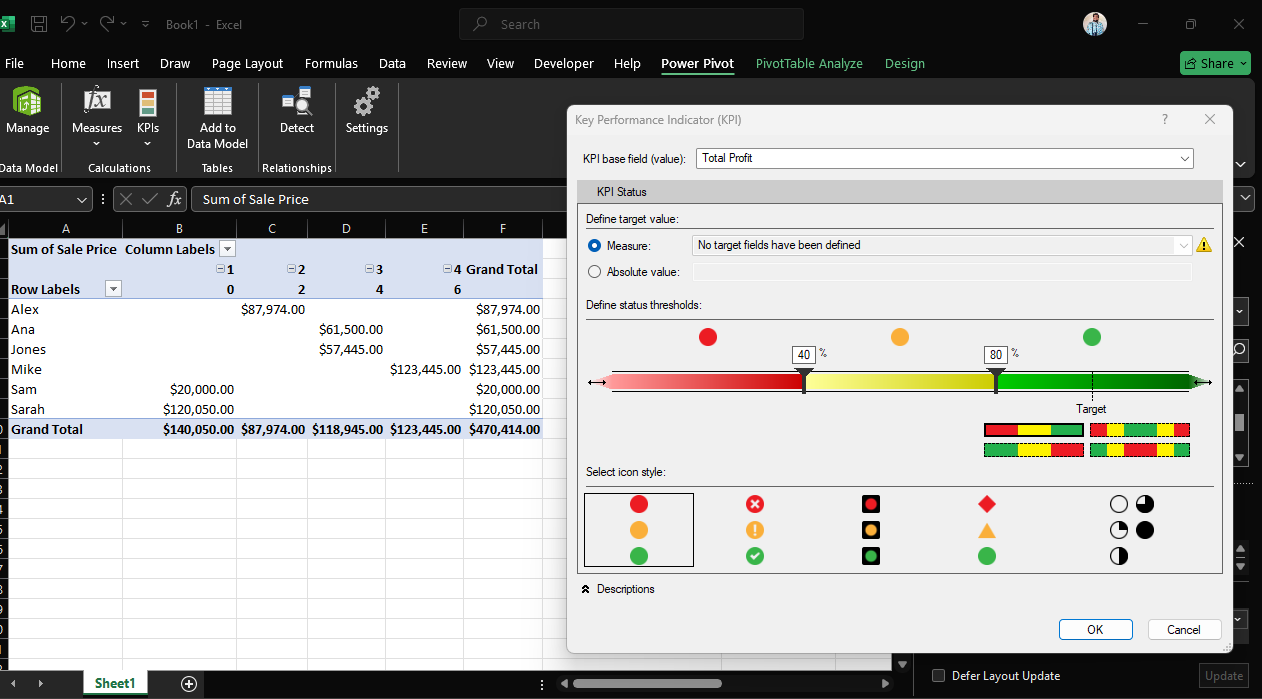 Book1 - Excel
Search
File Home Insert Draw Page Layout Formulas Data Review View Developer Help Power Pivot PivotTable Analyze Design Share
Manage Measures KPIs Add to Data Model Detect Settings
Data Model Calculations Tables Relationships
A1 fx Sum of Sale Price
A B C D E F
Sum of Sale Price Column Labels
1 2 3 4 Grand Total
Row Labels 0 2 4 6
Alex $87,974.00 $87,974.00
Ana $61,500.00 $61,500.00
Jones $57,445.00 $57,445.00
Mike $123,445.00 $123,445.00
Sam $20,000.00 $20,000.00
Sarah $120,050.00 $120,050.00
Grand Total $140,050.00 $87,974.00 $118,945.00 $123,445.00 $470,414.00
Sheet1
Key Performance Indicator (KPI)
?
KPI base field (value): Total Profit
KPI Status
Define target value:
Measure: No target fields have been defined
Absolute value:
Define status thresholds:
40 % 80 %
Target
Select icon style:
Descriptions
OK Cancel
Defer Layout Update Update